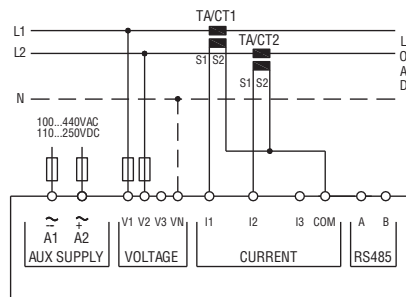 TA/CT1
L1
TA/CT2
L2
S1 S2
S1 S2
LOAD
N
100...440VAC
110...250VDC
~ ~
- +
A1 A2 V1 V2 V3 VN I1 I2 I3 COM A B
AUX SUPPLY VOLTAGE CURRENT RS485